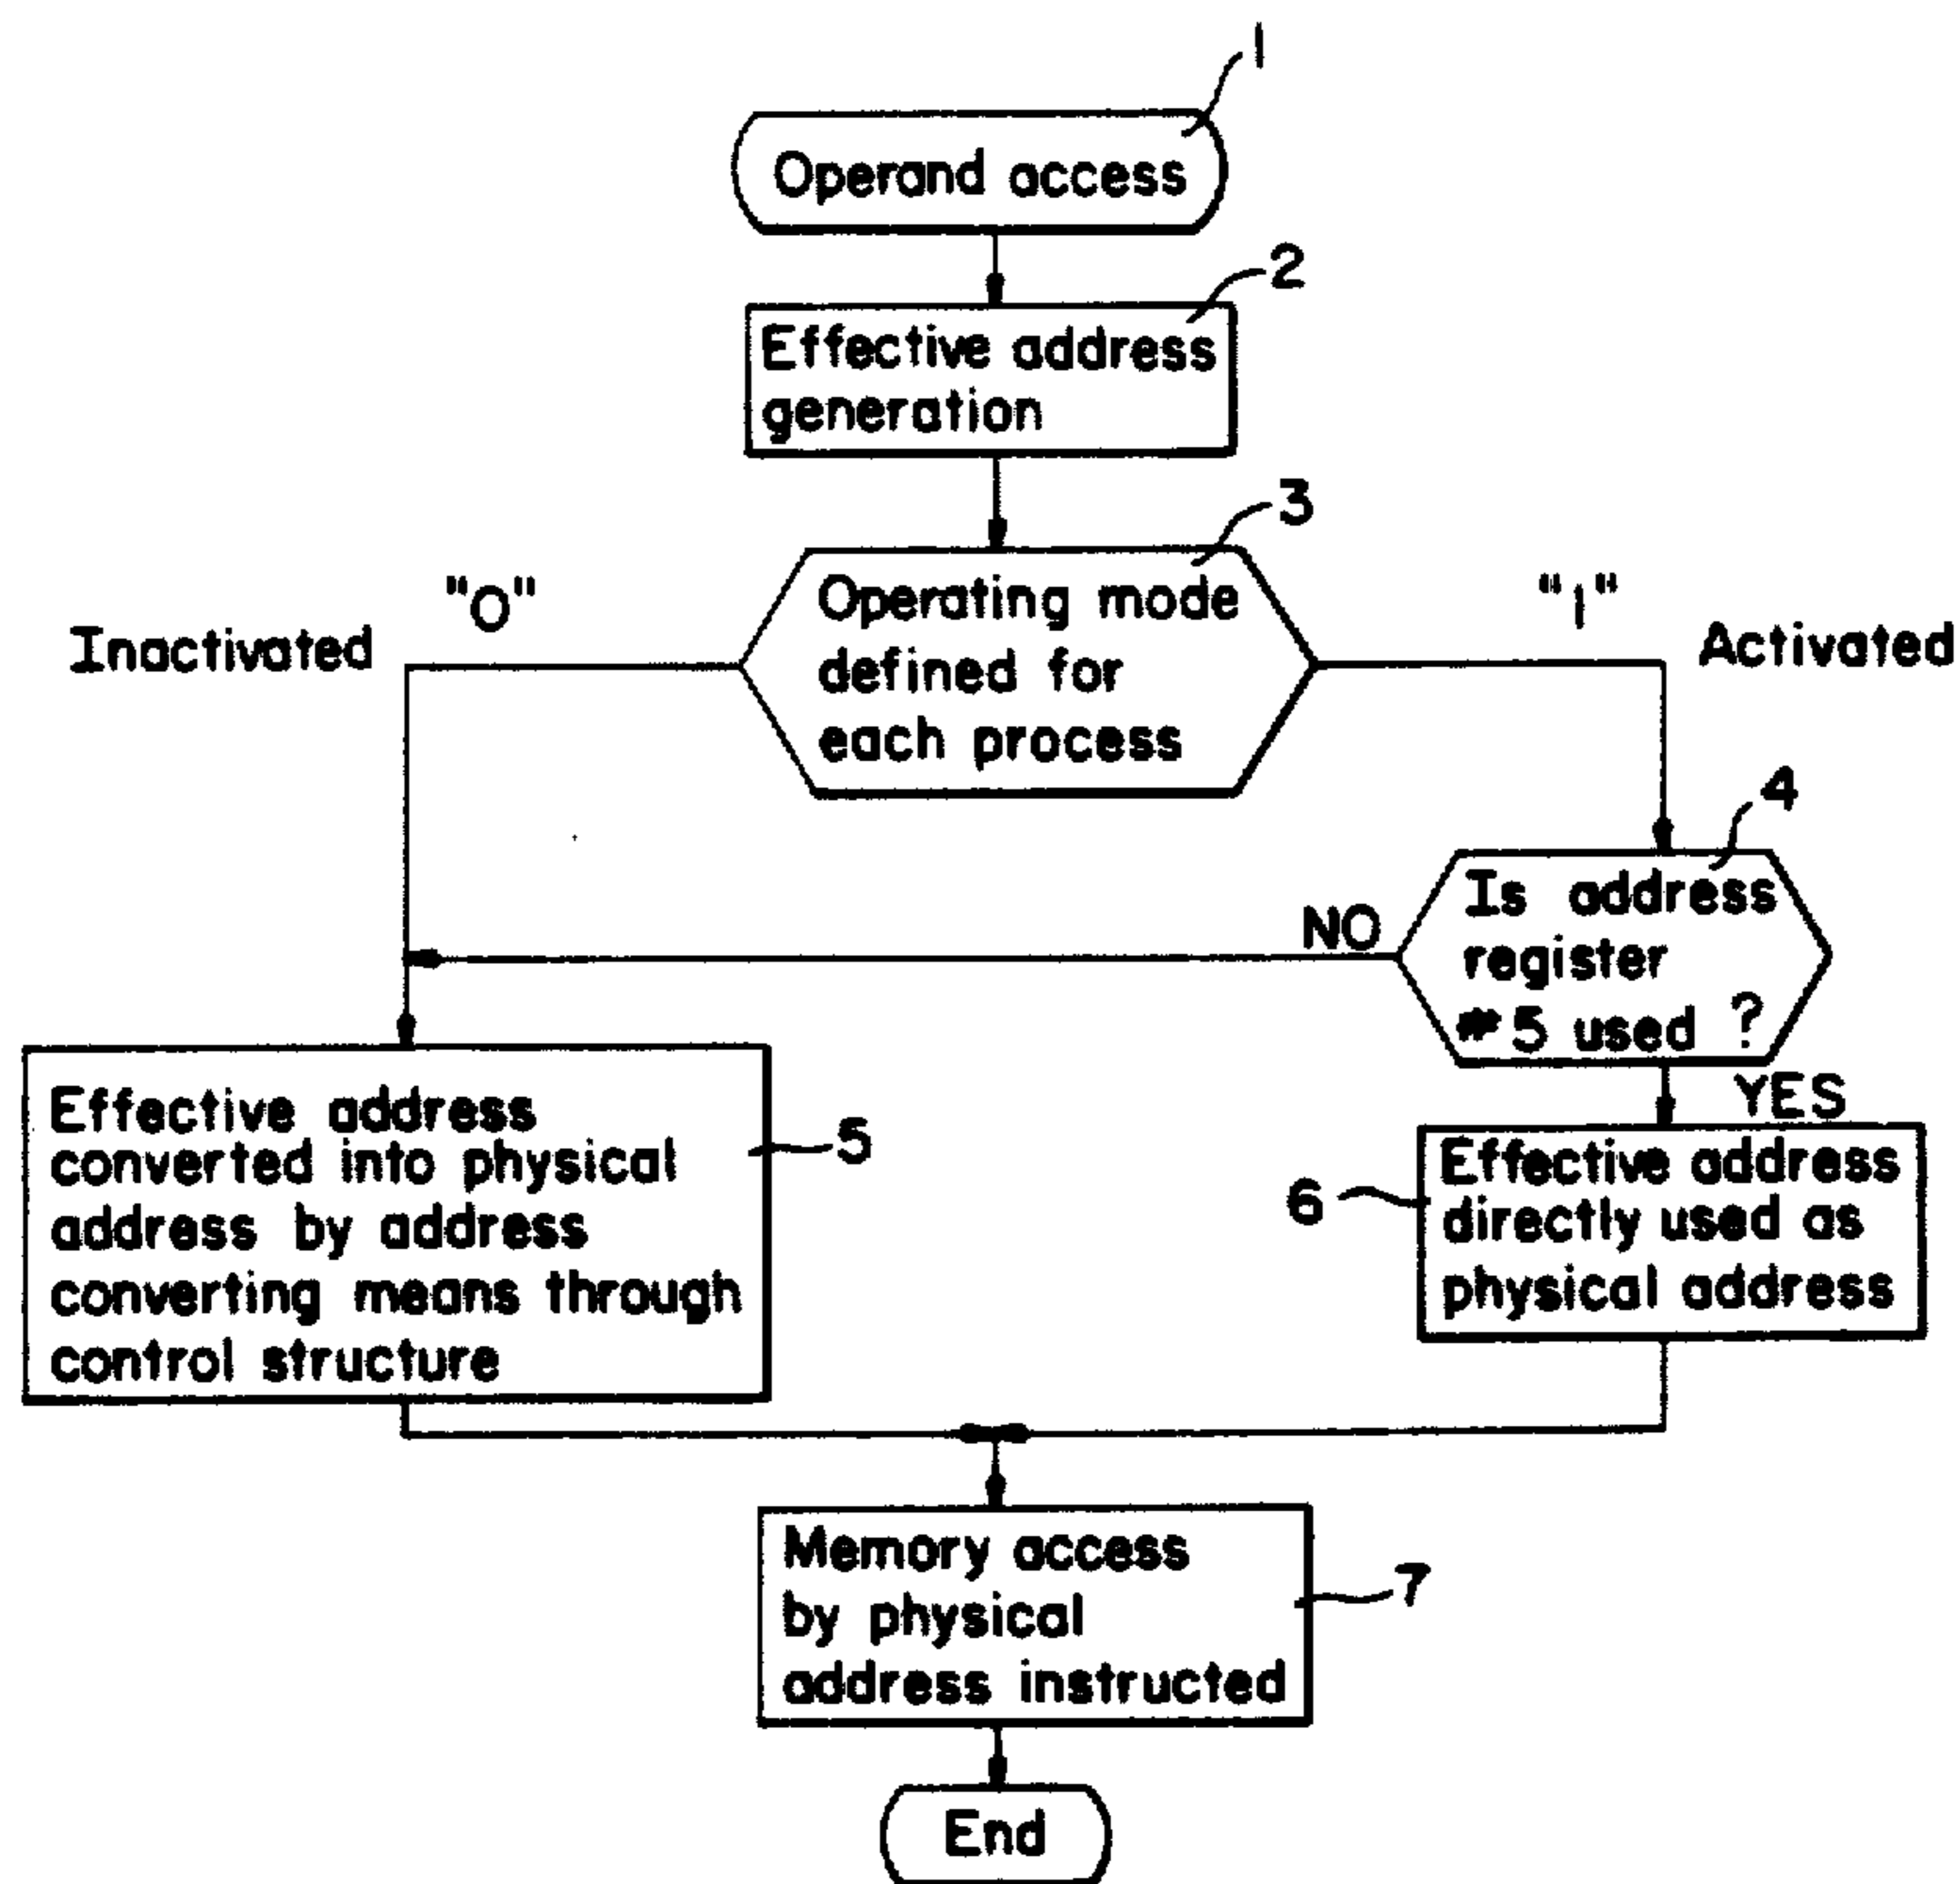 1
Operand access
2
Effective address
generation
3
Operating mode
defined for
each process
"0"
Inactivated
"1"
Activated
4
Is address
register
#5 used ?
NO
YES
Effective address
converted into physical
address by address
converting means through
control structure
5
6
Effective address
directly used as
physical address
Memory access
by physical
address instructed
7
End